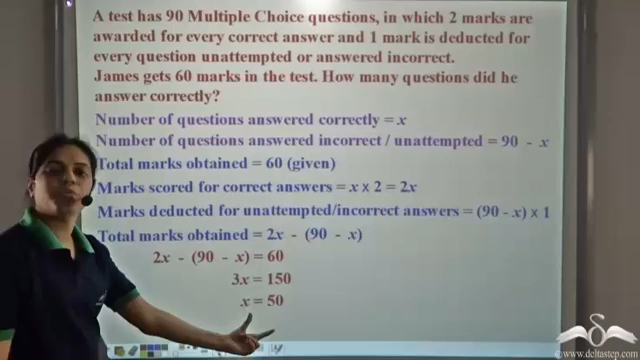 A test has 90 Multiple Choice questions, in which 2 marks are
awarded for every correct answer and 1 mark is deducted for
every question unattempted or answered incorrect.
James gets 60 marks in the test. How many questions did he
answer correctly?
Number of questions answered correctly = x
Number of questions answered incorrect / unattempted = 90 - x
Total marks obtained = 60 (given)
Marks scored for correct answers = x x 2 = 2x
Marks deducted for unattempted/incorrect answers = (90 - x) x 1
Total marks obtained = 2x - (90 - x)
2x - (90 - x) = 60
3x = 150
x = 50
©www.deltastep.com